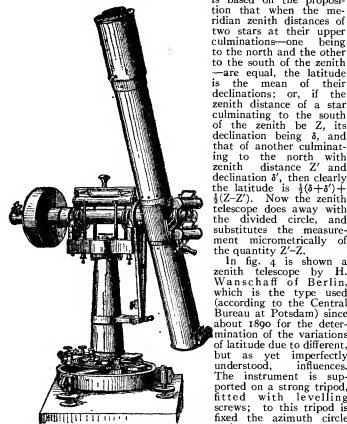 is based on the proposi-
tion that when the me-
ridian zenith distances of
two stars at their upper
culminations—one being
to the north and the other
to the south of the zenith
—are equal, the latitude
is the mean of their
declinations; or, if the
zenith distance of a star
culminating to the south
of the zenith be Z, its
declination being δ, and
that of another culminat-
ing to the north with
zenith distance Z′ and
declination δ′, then clearly
the latitude is ½(δ+δ′)+
½(Z–Z′). Now the zenith
telescope does away with
the divided circle, and
substitutes the measure-
ment micrometrically of
the quantity Z′–Z.
In fig. 4 is shown a
zenith telescope by H.
Wanschaff of Berlin,
which is the type used
(according to the Central
Bureau at Potsdam) since
about 1890 for the deter-
mination of the variations
of latitude due to different,
but as yet imperfectly
understood, influences.
The instrument is sup-
ported on a strong tripod,
fitted with levelling
screws; to this tripod is
fixed the azimuth circle